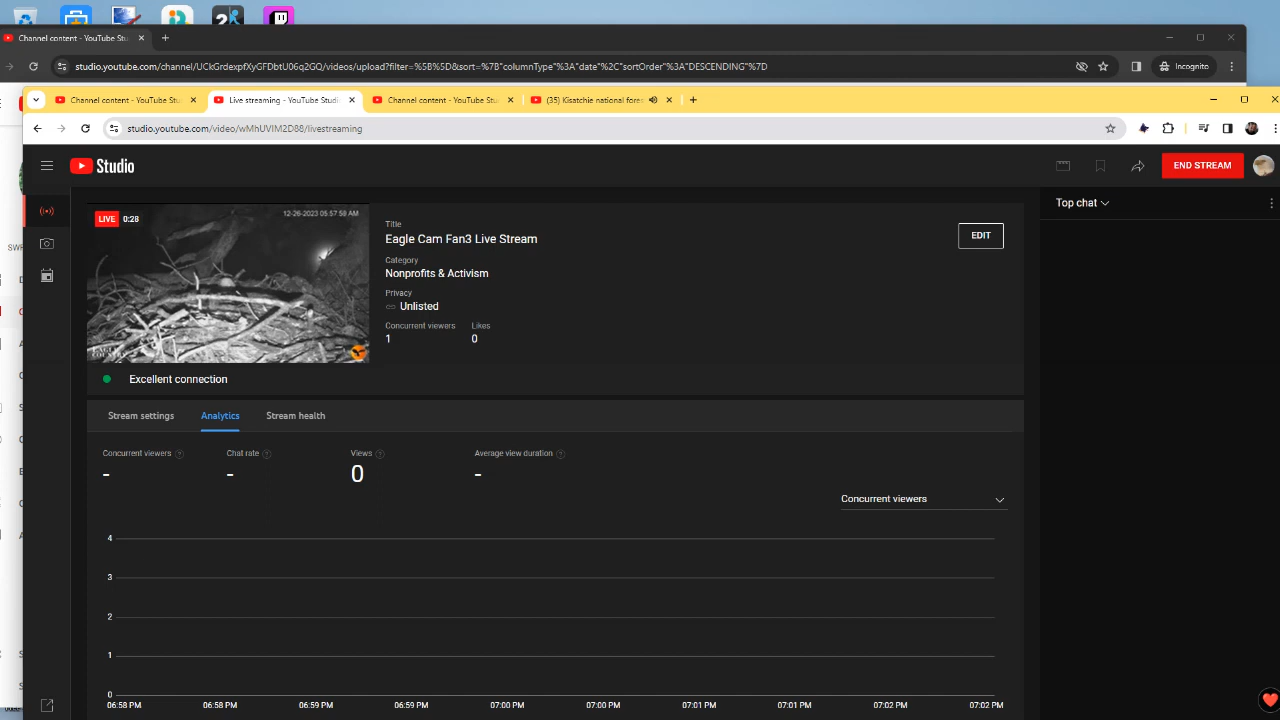 Channel content - YouTube Stu
studio.youtube.com/channel/UCkGrdexpfXyGFDbtU06q2GQ/videos/upload?filter=%5B%5D&sort=%7B"columnType"%3A"date"%2C"sortOrder"%3A"DESCENDING"%7D
Incognito
Channel content - YouTube Stu
Live streaming - YouTube Studi
Channel content - YouTube Stu
(35) Kisatchie national fores
studio.youtube.com/video/wMhUVIM2D88/livestreaming
Studio
END STREAM
LIVE 0:28
12-26-2023 05:57:59 AM
EAGLE COUNTRY
Title
Eagle Cam Fan3 Live Stream
EDIT
Category
Nonprofits & Activism
Privacy
Unlisted
Concurrent viewers Likes
1 0
Top chat
Excellent connection
Stream settings Analytics Stream health
Concurrent viewers ? Chat rate ? Views ? Average view duration ?
- - 0 -
Concurrent viewers
4
3
2
1
0
06:58 PM 06:58 PM 06:59 PM 06:59 PM 07:00 PM 07:00 PM 07:01 PM 07:01 PM 07:02 PM 07:02 PM